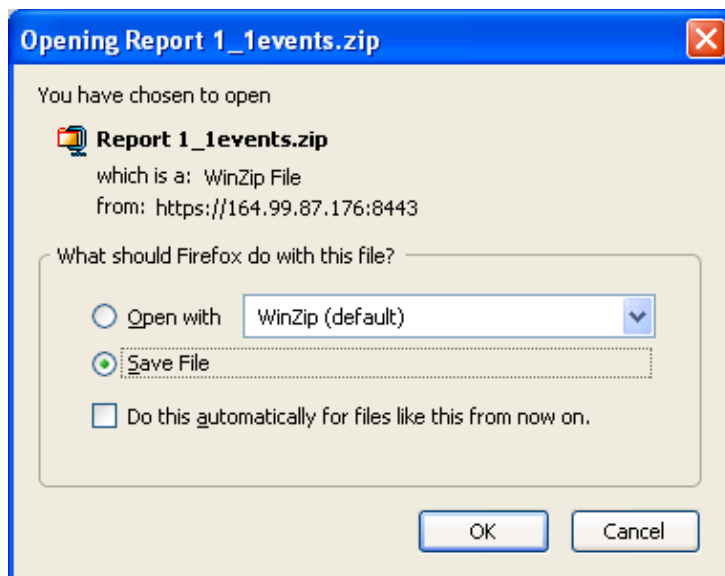 Opening Report 1_1events.zip
You have chosen to open
Report 1_1events.zip
which is a: WinZip File
from: https://164.99.87.176:8443
What should Firefox do with this file?
Open with WinZip (default)
Save File
Do this automatically for files like this from now on.
OK Cancel